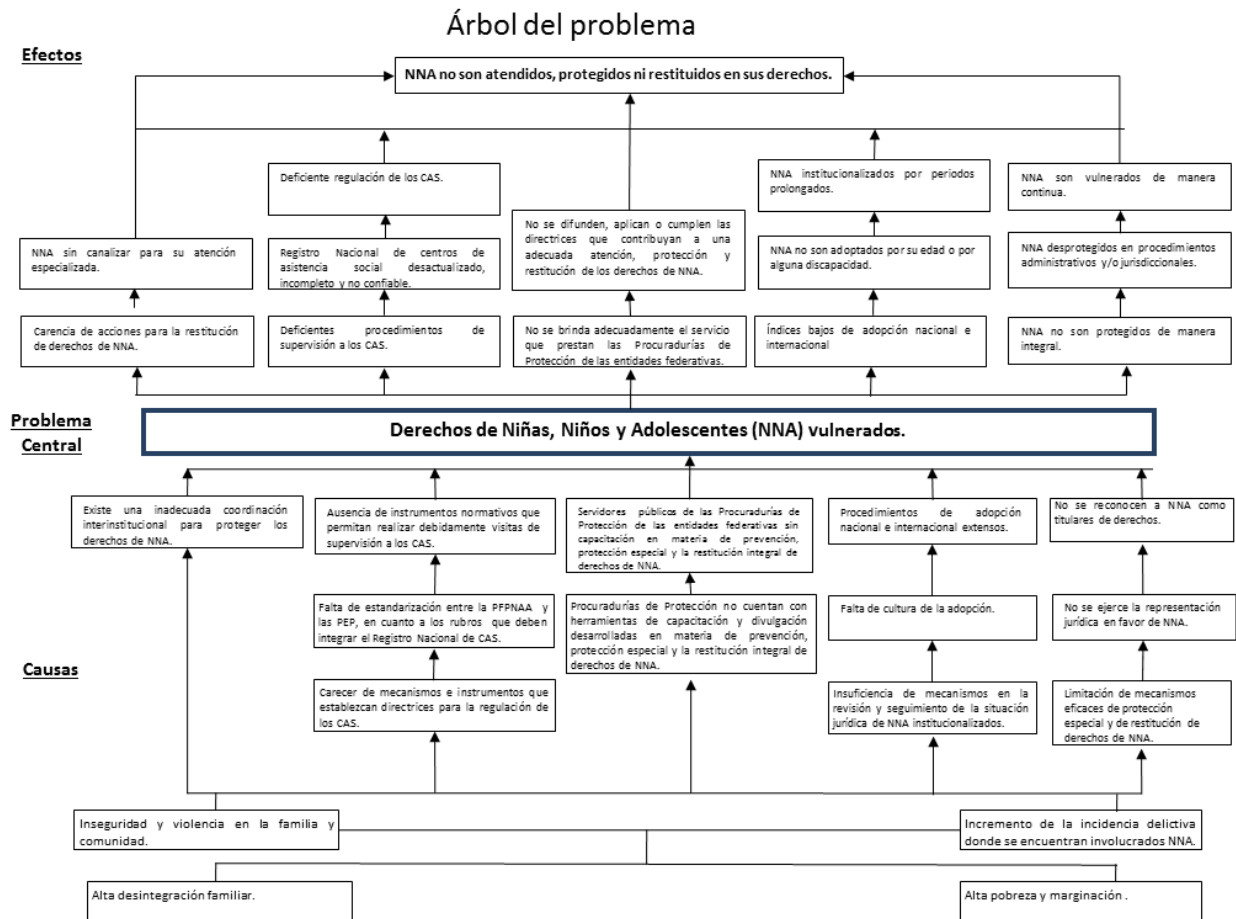 Árbol del problema
Efectos
NNA no son atendidos, protegidos ni restituidos en sus derechos.
Deficiente regulación de los CAS.
NNA institucionalizados por periodos
prolongados.
NNA son vulnerados de manera
continua.
NNA sin canalizar para su atención
especializada.
Registro Nacional de centros de
asistencia social desactualizado,
incompleto y no confiable.
No se difunden, aplican o cumplen las
directrices que contribuyan a una
adecuada atención, protección y
restitución de los derechos de NNA.
NNA no son adoptados por su edad o por
alguna discapacidad.
NNA desprotegidos en procedimientos
administrativos y/o jurisdiccionales.
Carencia de acciones para la restitución
de derechos de NNA.
Deficientes procedimientos de
supervisión a los CAS.
No se brinda adecuadamente el servicio
que prestan las Procuradurías de
Protección de las entidades federativas.
Índices bajos de adopción nacional e
internacional
NNA no son protegidos de manera
integral.
Problema
Central
Derechos de Niñas, Niños y Adolescentes (NNA) vulnerados.
Existe una inadecuada coordinación
interinstitucional para proteger los
derechos de NNA.
Ausencia de instrumentos normativos que
permitan realizar debidamente visitas de
supervisión a los CAS.
Servidores públicos de las Procuradurías de
Protección de las entidades federativas sin
capacitación en materia de prevención,
protección especial y la restitución integral de
derechos de NNA.
Procedimientos de adopción
nacional e internacional extensos.
No se reconocen a NNA como
titulares de derechos.
Falta de estandarización entre la PFPNAA y
las PEP, en cuanto a los rubros que deben
integrar el Registro Nacional de CAS.
Procuradurías de Protección no cuentan con
herramientas de capacitación y divulgación
desarrolladas en materia de prevención,
protección especial y la restitución integral de
derechos de NNA.
Falta de cultura de la adopción.
No se ejerce la representación
jurídica en favor de NNA.
Causas
Carecer de mecanismos e instrumentos que
establezcan directrices para la regulación de
los CAS.
Insuficiencia de mecanismos en la
revisión y seguimiento de la situación
jurídica de NNA institucionalizados.
Limitación de mecanismos
eficaces de protección
especial y de restitución de
derechos de NNA.
Inseguridad y violencia en la familia y
comunidad.
Incremento de la incidencia delictiva
donde se encuentran involucrados NNA.
Alta desintegración familiar.
Alta pobreza y marginación .